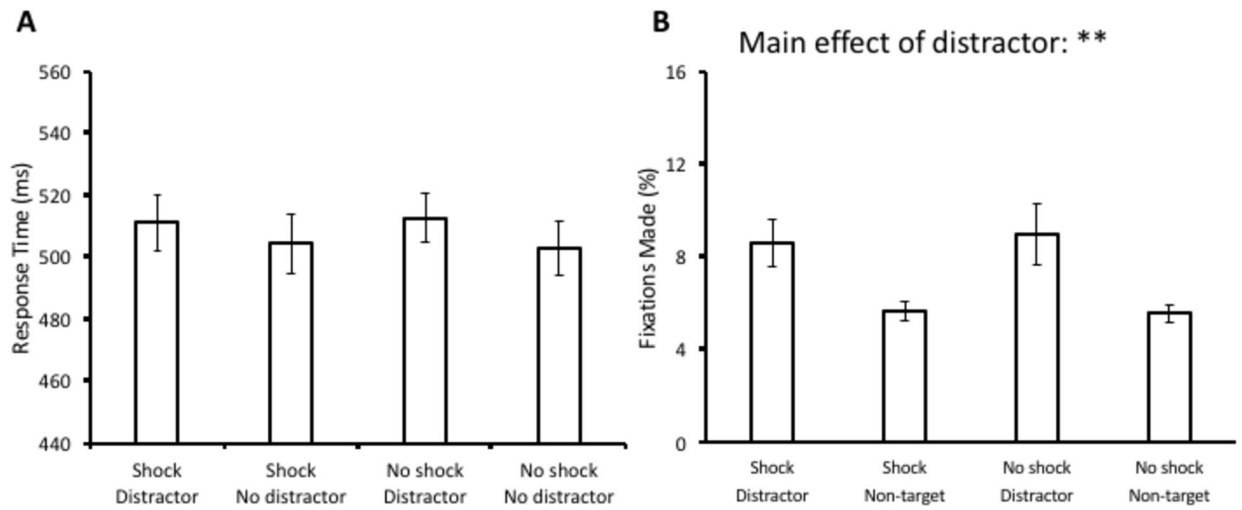 A
Response Time (ms)
560
540
520
500
480
460
440
Shock
Distractor
Shock
No distractor
No shock
Distractor
No shock
No distractor
B
Main effect of distractor: **
Fixations Made (%)
16
12
8
4
0
Shock
Distractor
Shock
Non-target
No shock
Distractor
No shock
Non-target